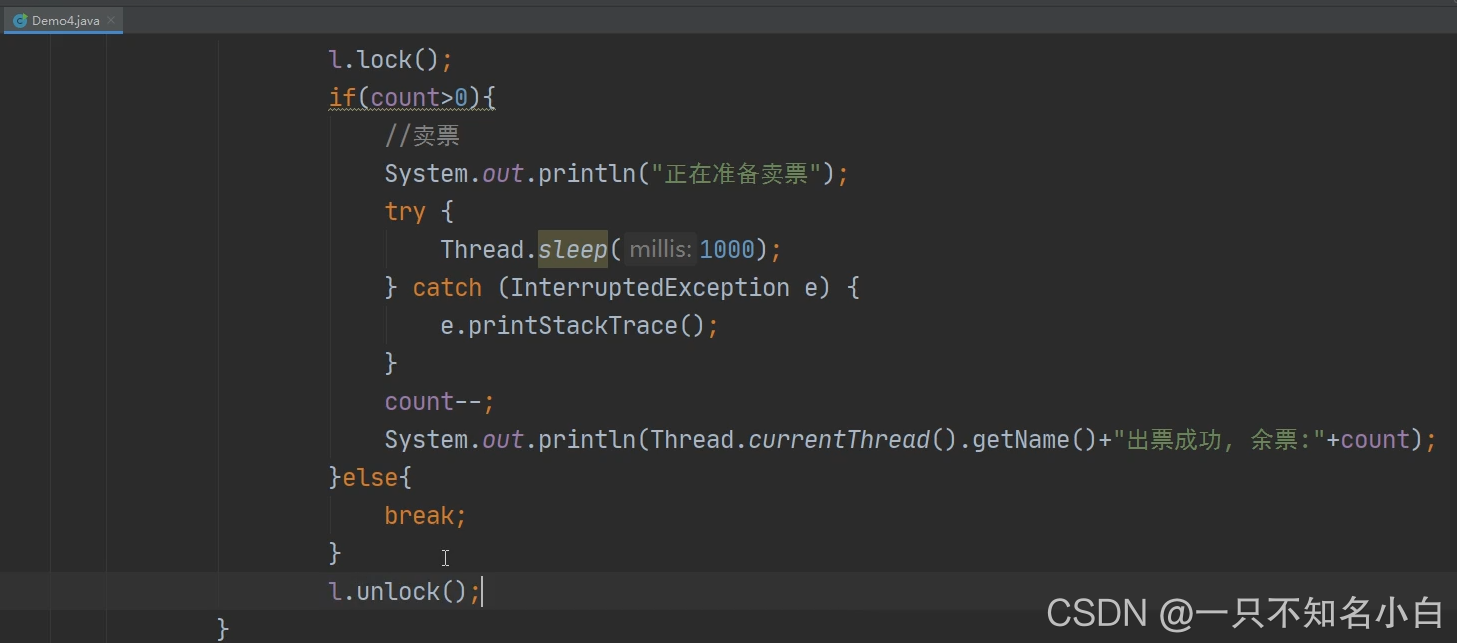 Demo4.java
l.lock();
if(count>0){
//卖票
System.out.println("正在准备卖票");
try {
Thread.sleep( millis: 1000);
} catch (InterruptedException e) {
e.printStackTrace();
}
count--;
System.out.println(Thread.currentThread().getName()+"出票成功, 余票:"+count);
}else{
break;
}
l.unlock();
}
CSDN @一只不知名小白